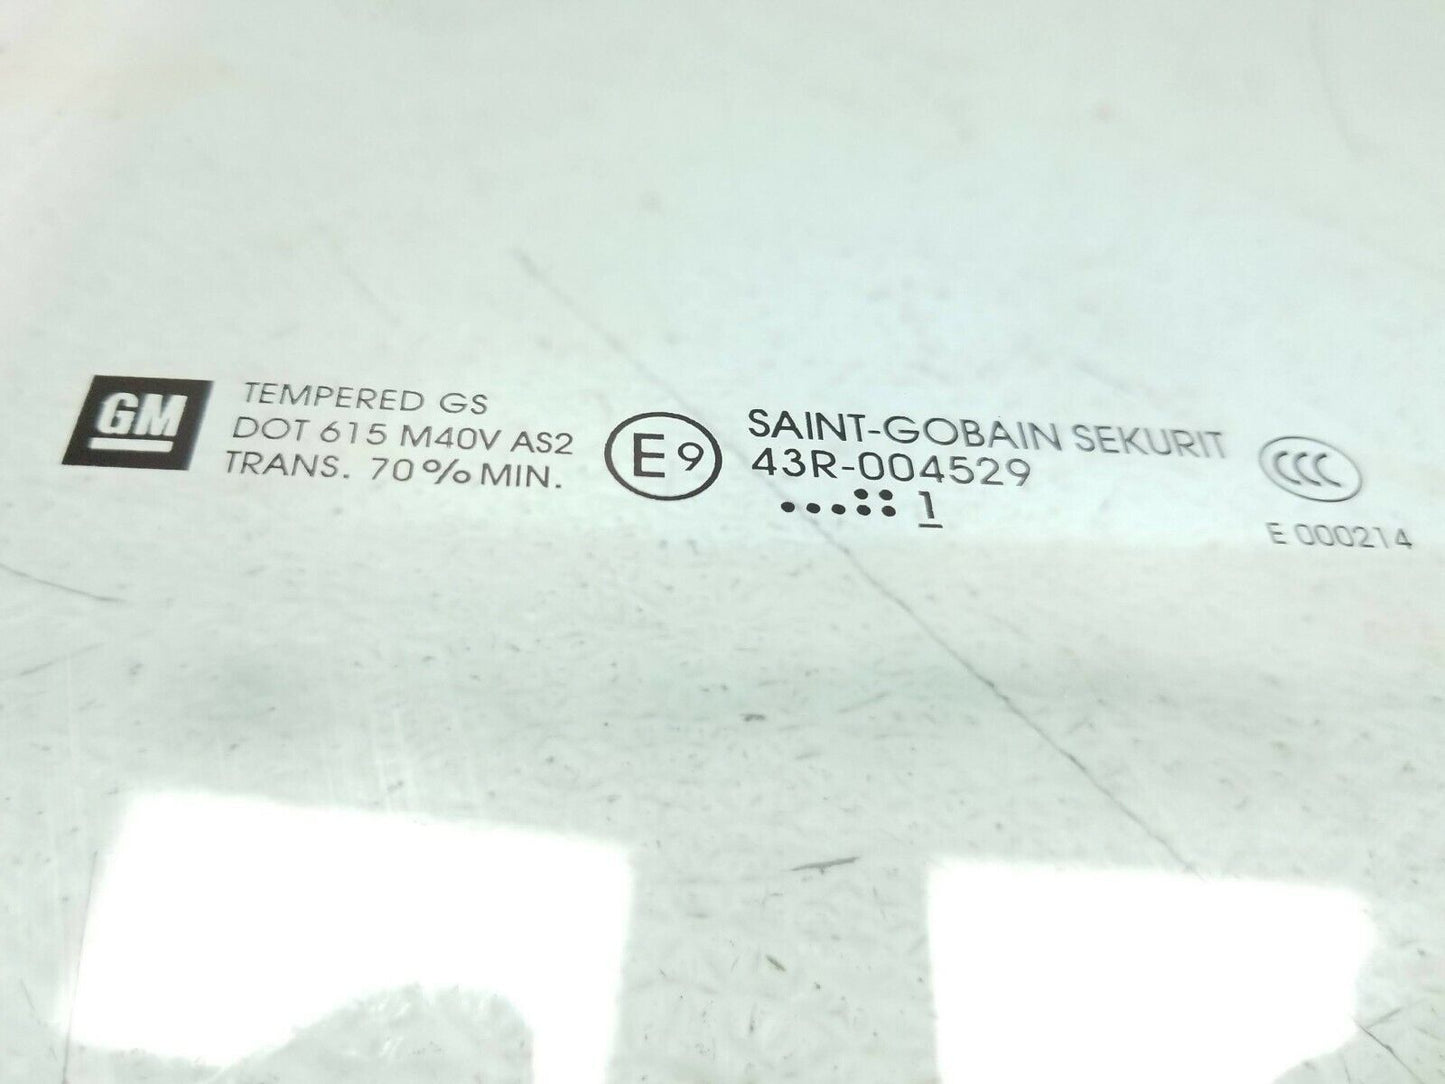 GM
TEMPERED GS
DOT 615 M40V AS2
TRANS. 70% MIN.
E9
SAINT-GOBAIN SEKURIT
43R-004529
1
CCC
E 000214